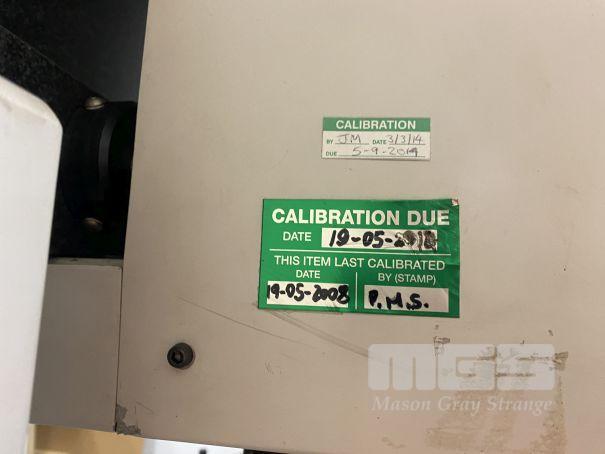 CALIBRATION
BY JM DATE 3/3/14
DUE 5-9-2014
CALIBRATION DUE
DATE 19-05-
THIS ITEM LAST CALIBRATED
DATE BY (STAMP)
19-05-2008 P.M.S.
MGS
Mason Gray Strange